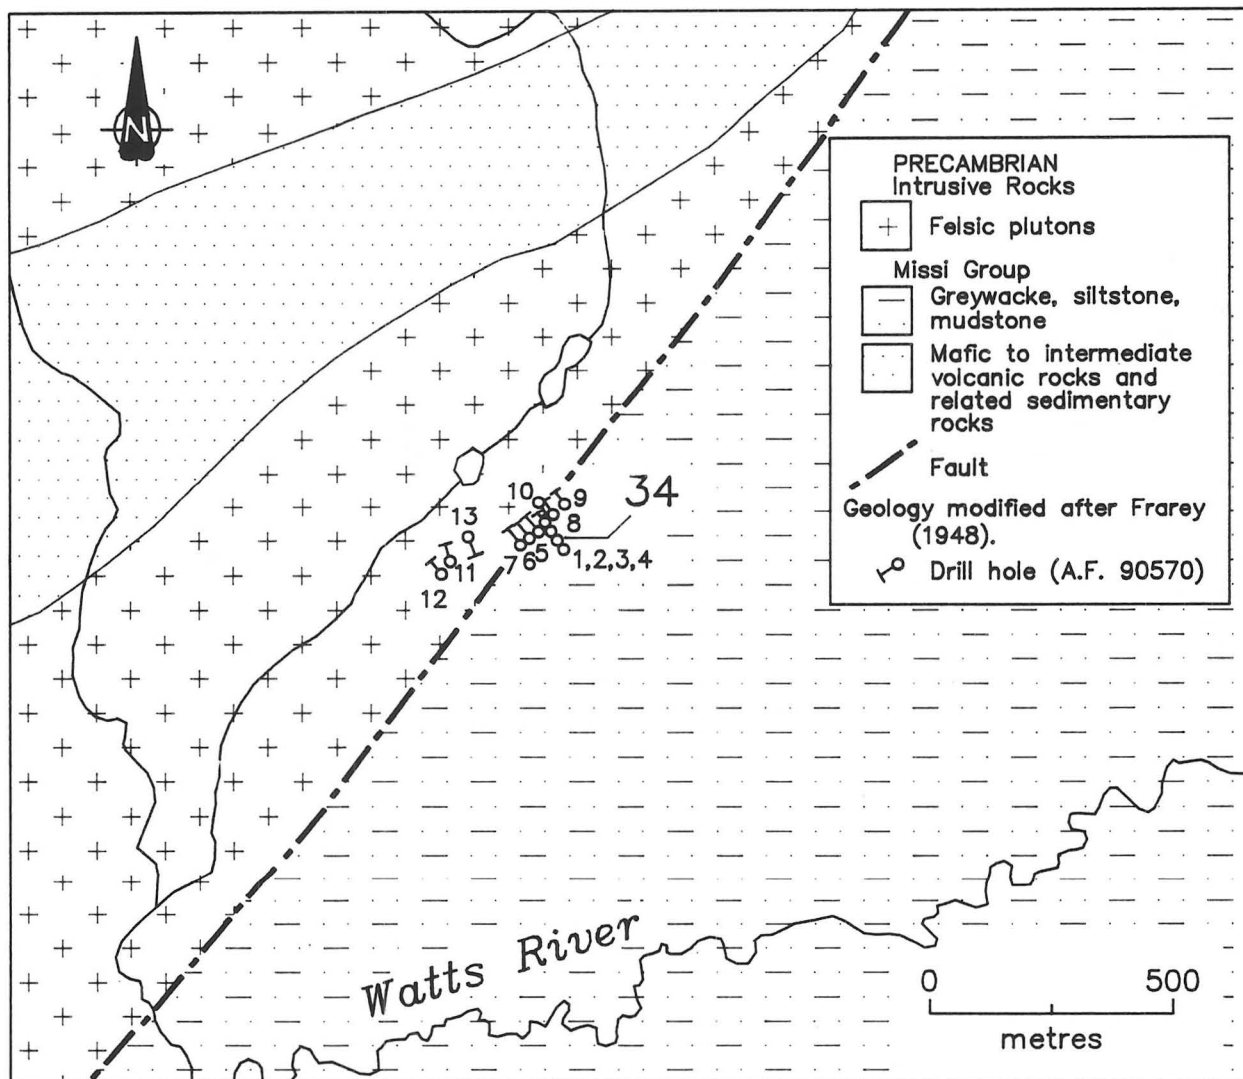 N
PRECAMBRIAN
Intrusive Rocks
Felsic plutons
Missi Group
Greywacke, siltstone,
mudstone
Mafic to intermediate
volcanic rocks and
related sedimentary
rocks
Fault
Geology modified after Frarey
(1948).
Drill hole (A.F. 90570)
10
9
34
13
8
7
6
5
1,2,3,4
11
12
Watts River
0
500
metres